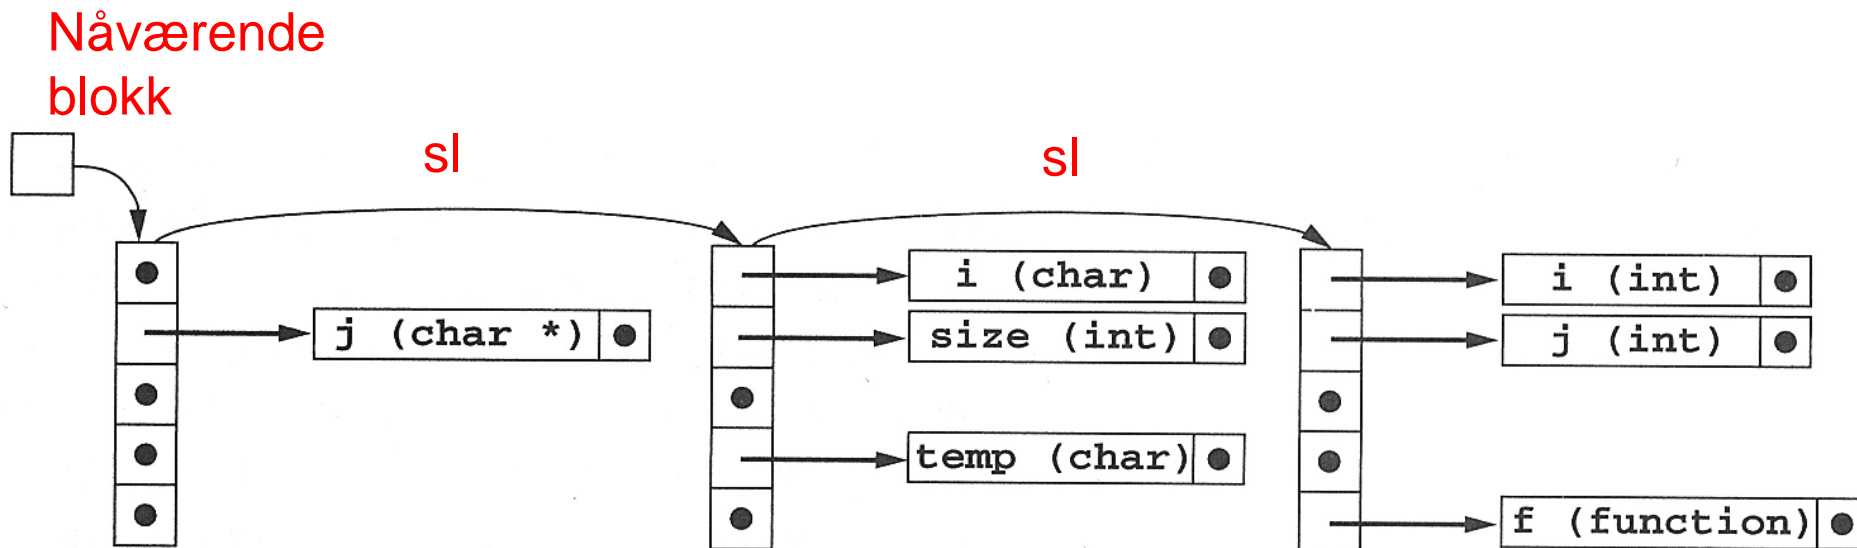 Nåværende
blokk
sl
sl
i (char)
i (int)
j (char *)
size (int)
j (int)
temp (char)
f (function)